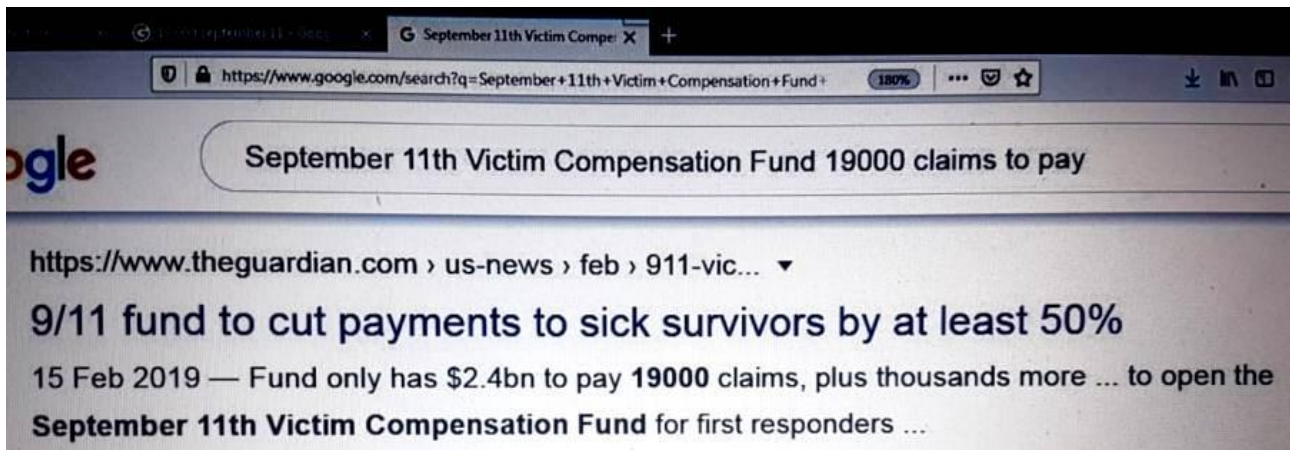 September 11th Victim Compe
https://www.google.com/search?q=September+11th+Victim+Compensation+Fund+
180%
ogle
September 11th Victim Compensation Fund 19000 claims to pay
https://www.theguardian.com › us-news › feb › 911-vic...
9/11 fund to cut payments to sick survivors by at least 50%
15 Feb 2019 — Fund only has $2.4bn to pay 19000 claims, plus thousands more ... to open the
September 11th Victim Compensation Fund for first responders ...